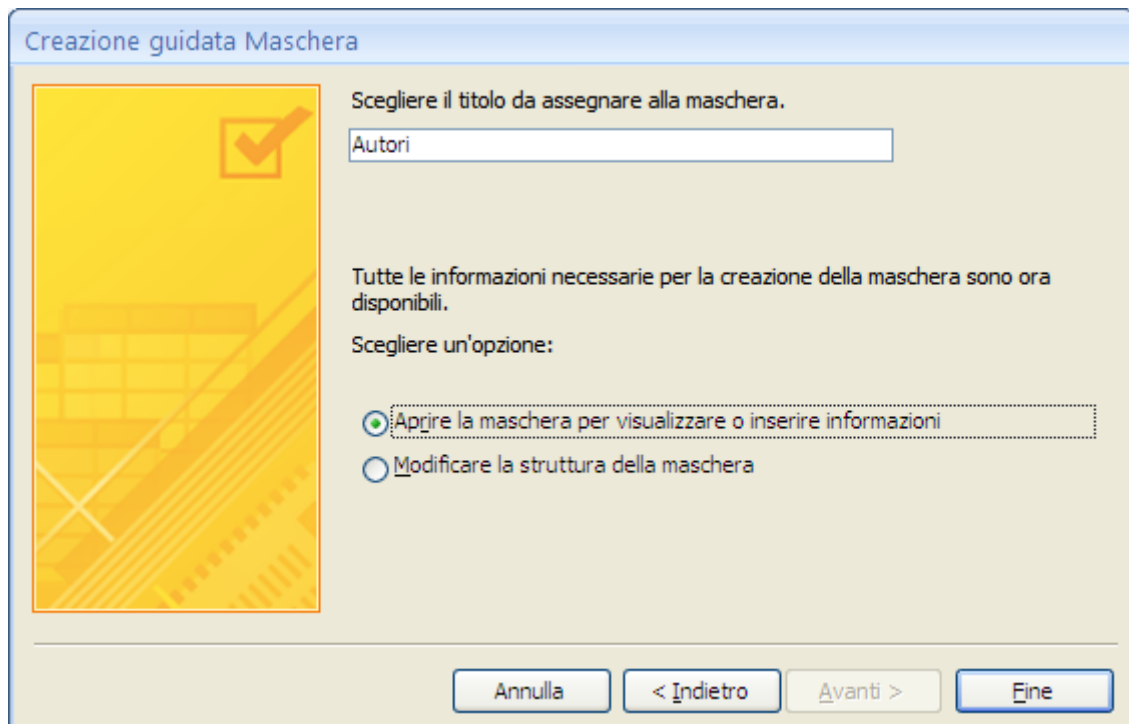 Creazione guidata Maschera
Scegliere il titolo da assegnare alla maschera.
Autori
Tutte le informazioni necessarie per la creazione della maschera sono ora
disponibili.
Scegliere un'opzione:
Aprire la maschera per visualizzare o inserire informazioni
Modificare la struttura della maschera
Annulla < Indietro Avanti > Fine